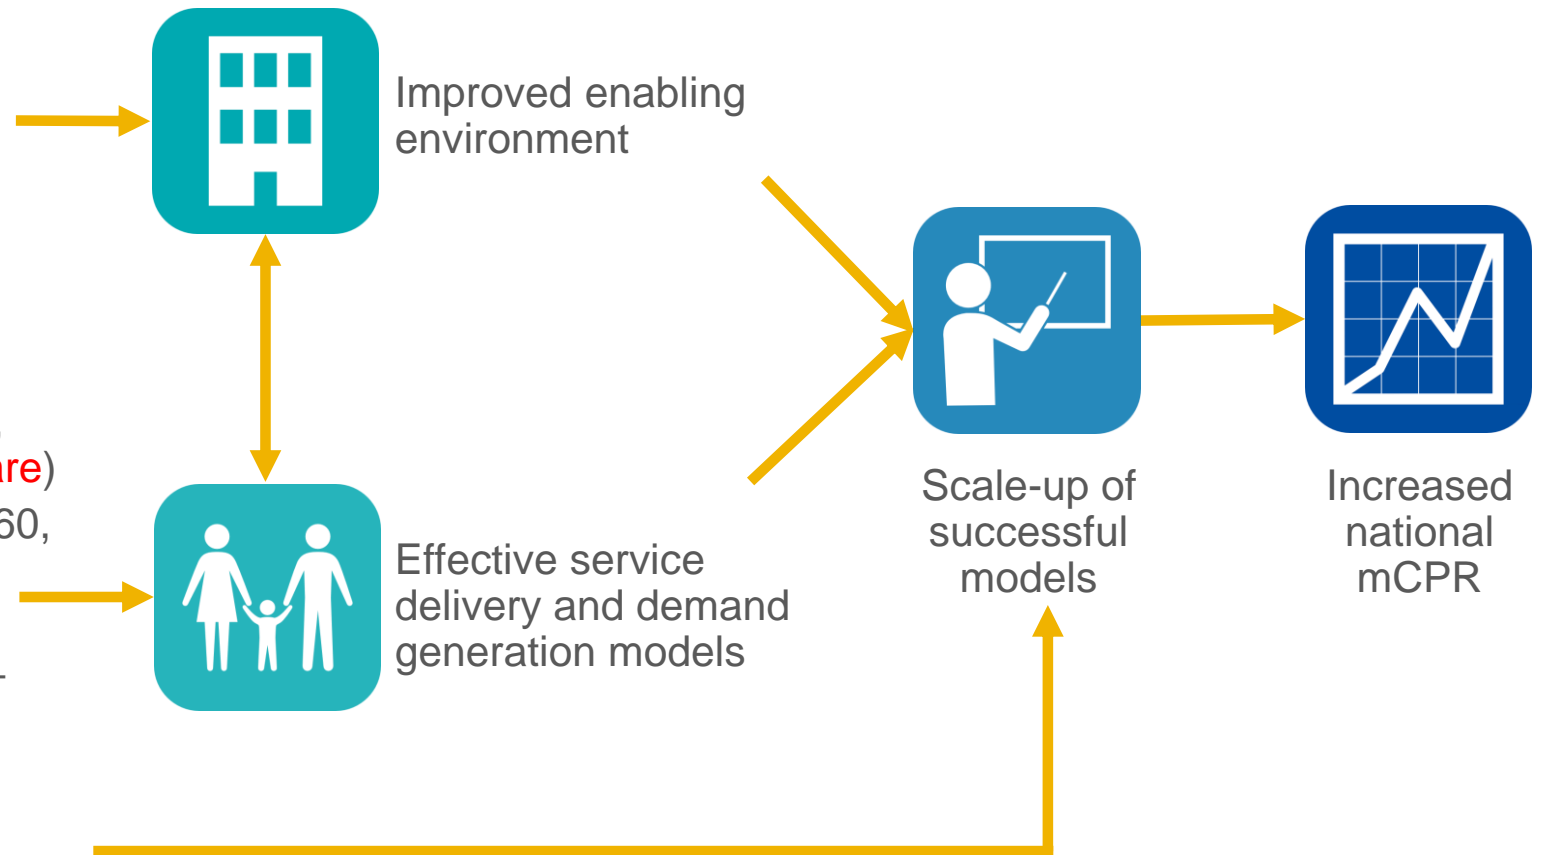 Improved enabling
environment
are)
60,
Effective service
delivery and demand
generation models
Scale-up of
successful
models
Increased
national
mCPR